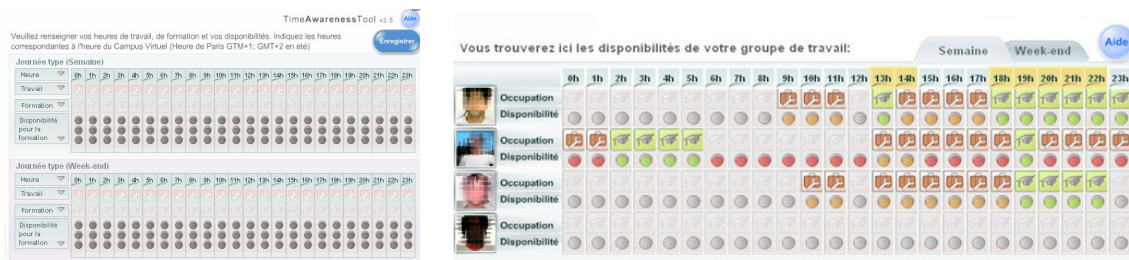 TimeAwarenessTool v2.5
Aide
Veuillez renseigner vos heures de travail, de formation et vos disponibilités. Indiquez les heures
correspondantes à l'heure du Campus Virtuel (Heure de Paris GTM+1; GMT+2 en été)
Enregistrer
Journée type (Semaine)
Heure 0h 1h 2h 3h 4h 5h 6h 7h 8h 9h 10h 11h 12h 13h 14h 15h 16h 17h 18h 19h 20h 21h 22h 23h
Travail
Formation
Disponibilité
pour la
formation
Journée type (Week-end)
Heure 0h 1h 2h 3h 4h 5h 6h 7h 8h 9h 10h 11h 12h 13h 14h 15h 16h 17h 18h 19h 20h 21h 22h 23h
Travail
Formation
Disponibilité
pour la
formation
Vous trouverez ici les disponibilités de votre groupe de travail:
Semaine
Week-end
Aide
0h 1h 2h 3h 4h 5h 6h 7h 8h 9h 10h 11h 12h 13h 14h 15h 16h 17h 18h 19h 20h 21h 22h 23h
Occupation
Disponibilité
Occupation
Disponibilité
Occupation
Disponibilité
Occupation
Disponibilité